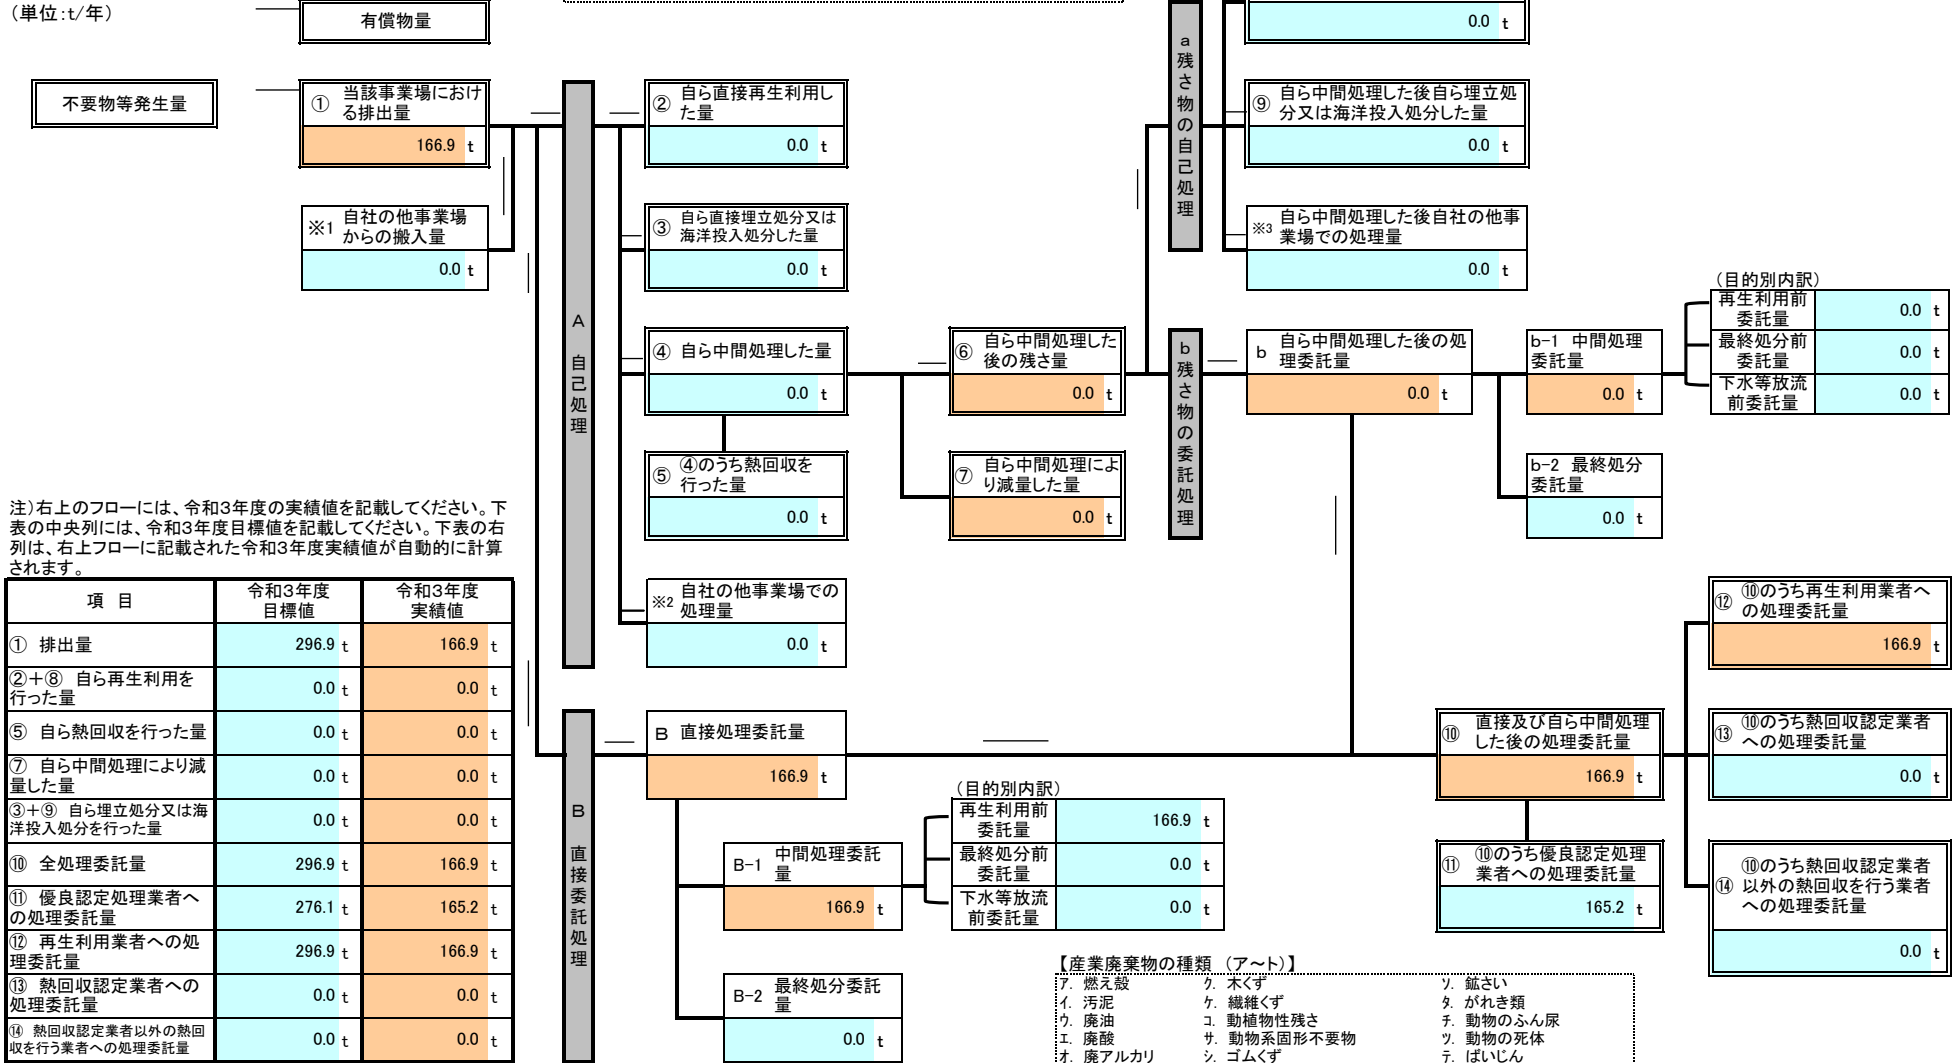 （単位：t/年）
有償物量
0.0 t
不要物等発生量
① 当該事業場におけ
る排出量
166.9 t
※1 自社の他事業場
からの搬入量
0.0 t
A 自己処理
② 自ら直接再生利用し
た量
0.0 t
③ 自ら直接埋立処分又は
海洋投入処分した量
0.0 t
④ 自ら中間処理した量
0.0 t
⑤ ④のうち熱回収を
行った量
0.0 t
※2 自社の他事業場での
処理量
0.0 t
⑥ 自ら中間処理した
後の残さ量
0.0 t
⑦ 自ら中間処理によ
り減量した量
0.0 t
a残さ物の自己処理
⑨ 自ら中間処理した後自ら埋立処
分又は海洋投入処分した量
0.0 t
※3 自ら中間処理した後自社の他事
業場での処理量
0.0 t
b残さ物の委託処理
b 自ら中間処理した後の処
理委託量
0.0 t
b-1 中間処理
委託量
0.0 t
（目的別内訳）
再生利用前
委託量 0.0 t
最終処分前
委託量 0.0 t
下水等放流
前委託量 0.0 t
b-2 最終処分
委託量
0.0 t
注）右上のフローには、令和3年度の実績値を記載してください。下
表の中央列には、令和3年度目標値を記載してください。下表の右
列は、右上フローに記載された令和3年度実績値が自動的に計算
されます。
項 目 令和3年度
目標値 令和3年度
実績値
① 排出量 296.9 t 166.9 t
②＋⑧ 自ら再生利用を
行った量 0.0 t 0.0 t
⑤ 自ら熱回収を行った量 0.0 t 0.0 t
⑦ 自ら中間処理により減
量した量 0.0 t 0.0 t
③＋⑨ 自ら埋立処分又は海
洋投入処分を行った量 0.0 t 0.0 t
⑩ 全処理委託量 296.9 t 166.9 t
⑪ 優良認定処理業者へ
の処理委託量 276.1 t 165.2 t
⑫ 再生利用業者への処
理委託量 296.9 t 166.9 t
⑬ 熱回収認定業者への
処理委託量 0.0 t 0.0 t
⑭ 熱回収認定業者以外の熱回
収を行う業者への処理委託量 0.0 t 0.0 t
B 直接委託処理
B 直接処理委託量
166.9 t
B-1 中間処理委託
量
166.9 t
（目的別内訳）
再生利用前
委託量 166.9 t
最終処分前
委託量 0.0 t
下水等放流
前委託量 0.0 t
B-2 最終処分委託
量
0.0 t
⑩ 直接及び自ら中間処理
した後の処理委託量
166.9 t
⑪ ⑩のうち優良認定処理
業者への処理委託量
165.2 t
⑫ ⑩のうち再生利用業者へ
の処理委託量
166.9 t
⑬ ⑩のうち熱回収認定業者
への処理委託量
0.0 t
⑭ ⑩のうち熱回収認定業者
以外の熱回収を行う業者
への処理委託量
0.0 t
【産業廃棄物の種類 （ア～ト）】
ア. 燃え殻 ク. 木くず ソ. 鉱さい
イ. 汚泥 ケ. 繊維くず タ. がれき類
ウ. 廃油 コ. 動植物性残さ チ. 動物のふん尿
エ. 廃酸 サ. 動物系固形不要物 ツ. 動物の死体
オ. 廃アルカリ シ. ゴムくず テ. ばいじん